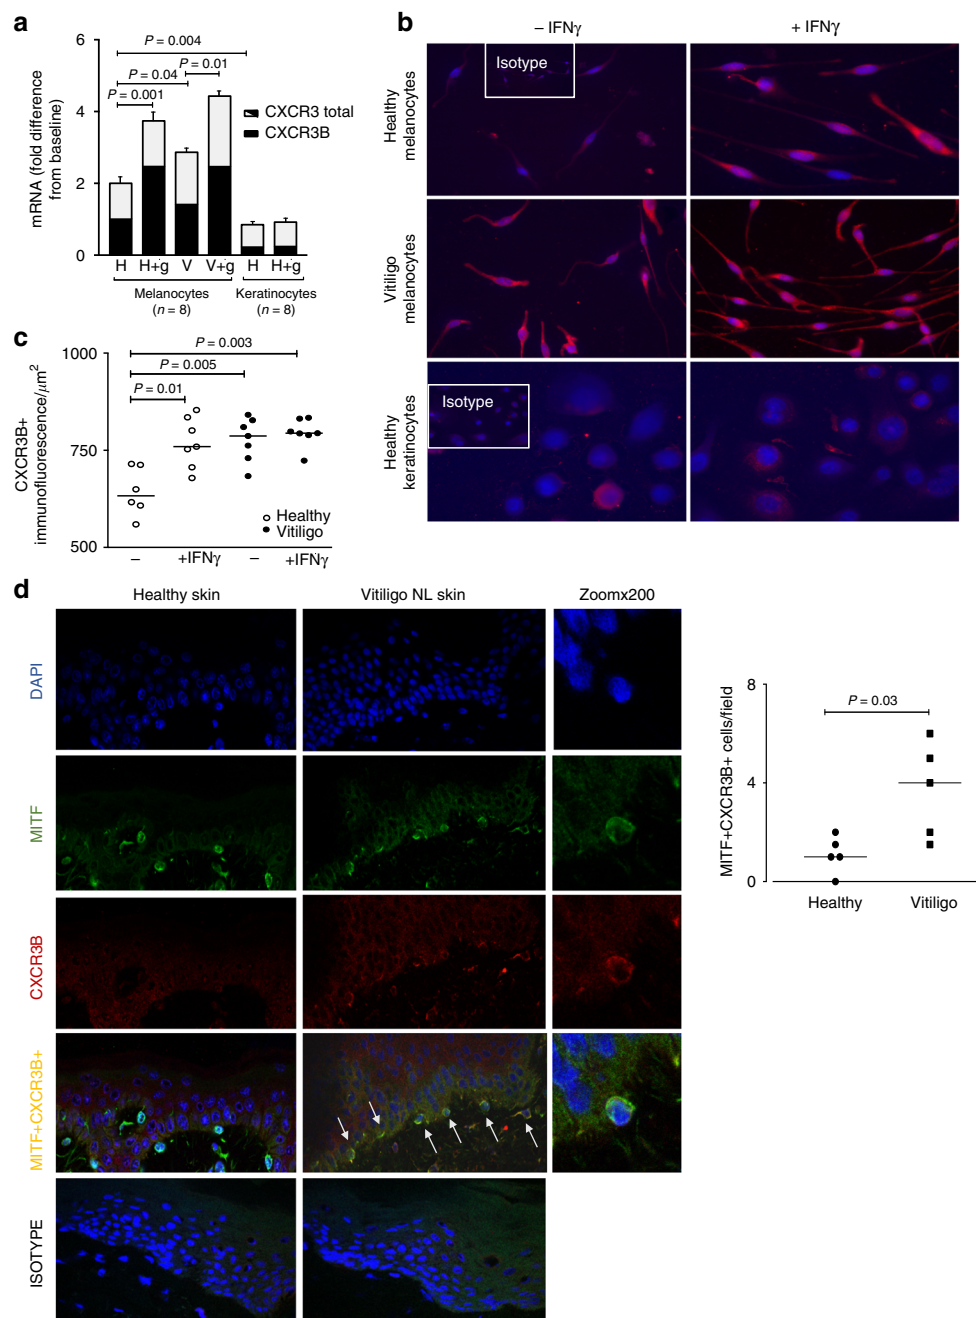 a
6
4
2
0
mRNA (fold difference
from baseline)
P = 0.004
P = 0.04
P = 0.01
P = 0.001
CXCR3 total
CXCR3B
H
H+g
V
V+g
H
H+g
Melanocytes
(n = 8)
Keratinocytes
(n = 8)
b
– IFNγ
+ IFNγ
Healthy
melanocytes
Isotype
Vitiligo
melanocytes
Healthy
keratinocytes
Isotype
c
1000
750
500
CXCR3B+
immunofluorescence/µm²
P = 0.003
P = 0.005
P = 0.01
Healthy
Vitiligo
–
+IFNγ
–
+IFNγ
d
Healthy skin
Vitiligo NL skin
Zoomx200
DAPI
MITF
CXCR3B
MITF+CXCR3B+
ISOTYPE
MITF+CXCR3B+ cells/field
8
4
0
P = 0.03
Healthy
Vitiligo